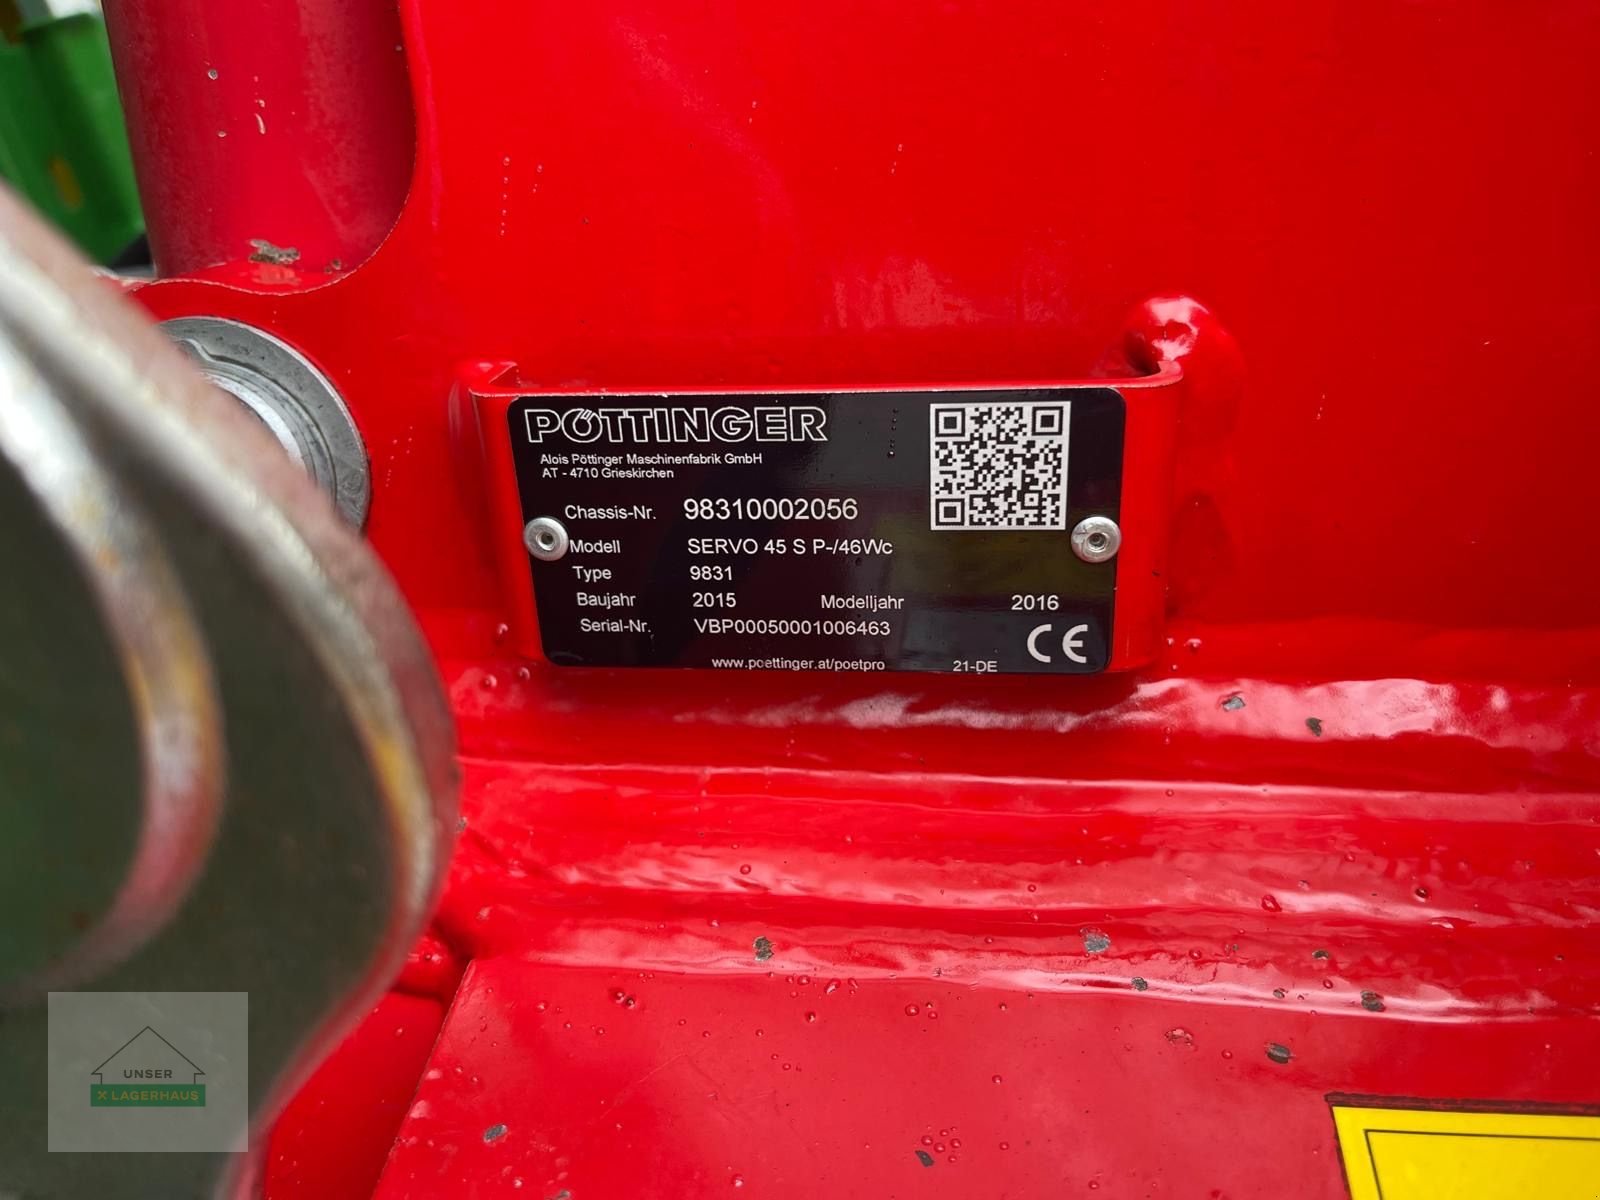 PÖTTINGER
Alois Pöttinger Maschinenfabrik GmbH
AT - 4710 Grieskirchen
Chassis-Nr. 98310002056
Modell SERVO 45 S P-/46Wc
Type 9831
Baujahr 2015 Modelljahr 2016
Serial-Nr. VBP00050001006463
CE
www.poettinger.at/poetpro 21-DE
UNSER
X LAGERHAUS